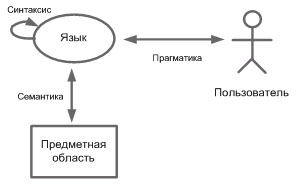 Синтаксис
Язык
Прагматика
Семантика
Пользователь
Предметная
область